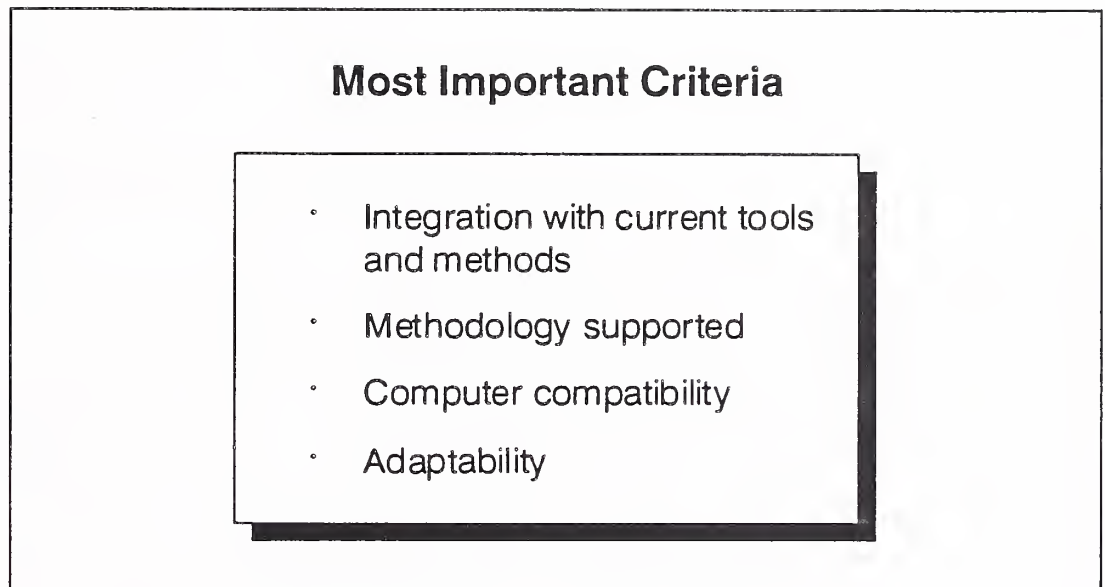 Most Important Criteria
• Integration with current tools
and methods
• Methodology supported
• Computer compatibility
• Adaptability